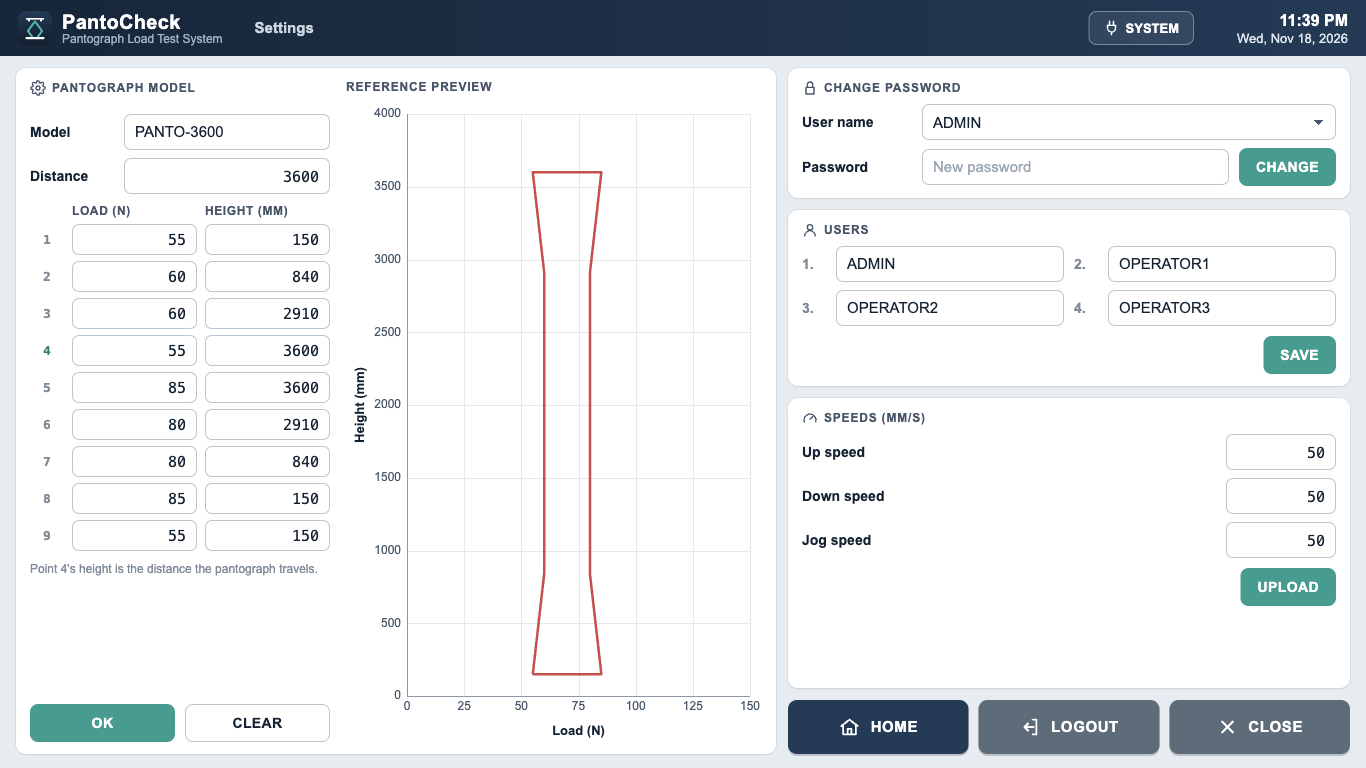 PantoCheck
Pantograph Load Test System
Settings
SYSTEM
11:39 PM
Wed, Nov 18, 2026
PANTOGRAPH MODEL
Model PANTO-3600
Distance 3600
LOAD (N) HEIGHT (MM)
1 55 150
2 60 840
3 60 2910
4 55 3600
5 85 3600
6 80 2910
7 80 840
8 85 150
9 55 150
Point 4's height is the distance the pantograph travels.
OK CLEAR
REFERENCE PREVIEW
4000
3500
3000
2500
2000
1500
1000
500
0
Height (mm)
0 25 50 75 100 125 150
Load (N)
CHANGE PASSWORD
User name ADMIN
Password New password CHANGE
USERS
1. ADMIN 2. OPERATOR1
3. OPERATOR2 4. OPERATOR3
SAVE
SPEEDS (MM/S)
Up speed 50
Down speed 50
Jog speed 50
UPLOAD
HOME LOGOUT CLOSE